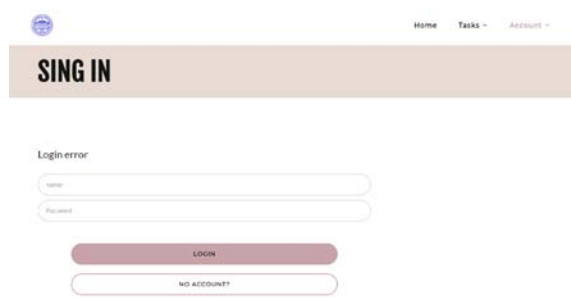 Home Tasks Account
SING IN
Login error
name
Password
LOGIN
NO ACCOUNT?